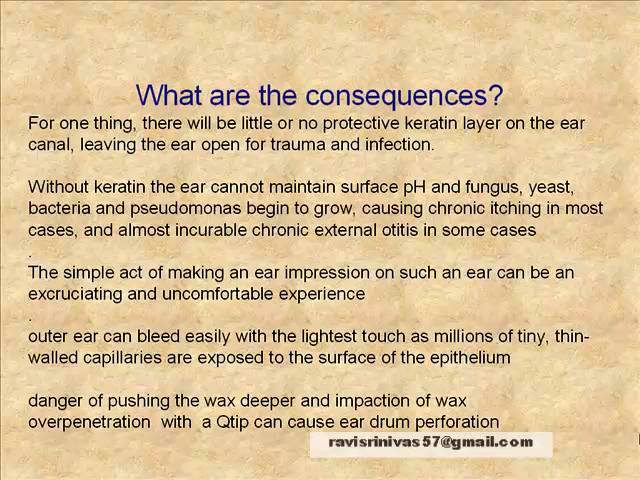 What are the consequences?
For one thing, there will be little or no protective keratin layer on the ear
canal, leaving the ear open for trauma and infection.
Without keratin the ear cannot maintain surface pH and fungus, yeast,
bacteria and pseudomonas begin to grow, causing chronic itching in most
cases, and almost incurable chronic external otitis in some cases
.
The simple act of making an ear impression on such an ear can be an
excruciating and uncomfortable experience
.
outer ear can bleed easily with the lightest touch as millions of tiny, thin-
walled capillaries are exposed to the surface of the epithelium
danger of pushing the wax deeper and impaction of wax
overpenetration with a Qtip can cause ear drum perforation
ravisrinivas57@gmail.com